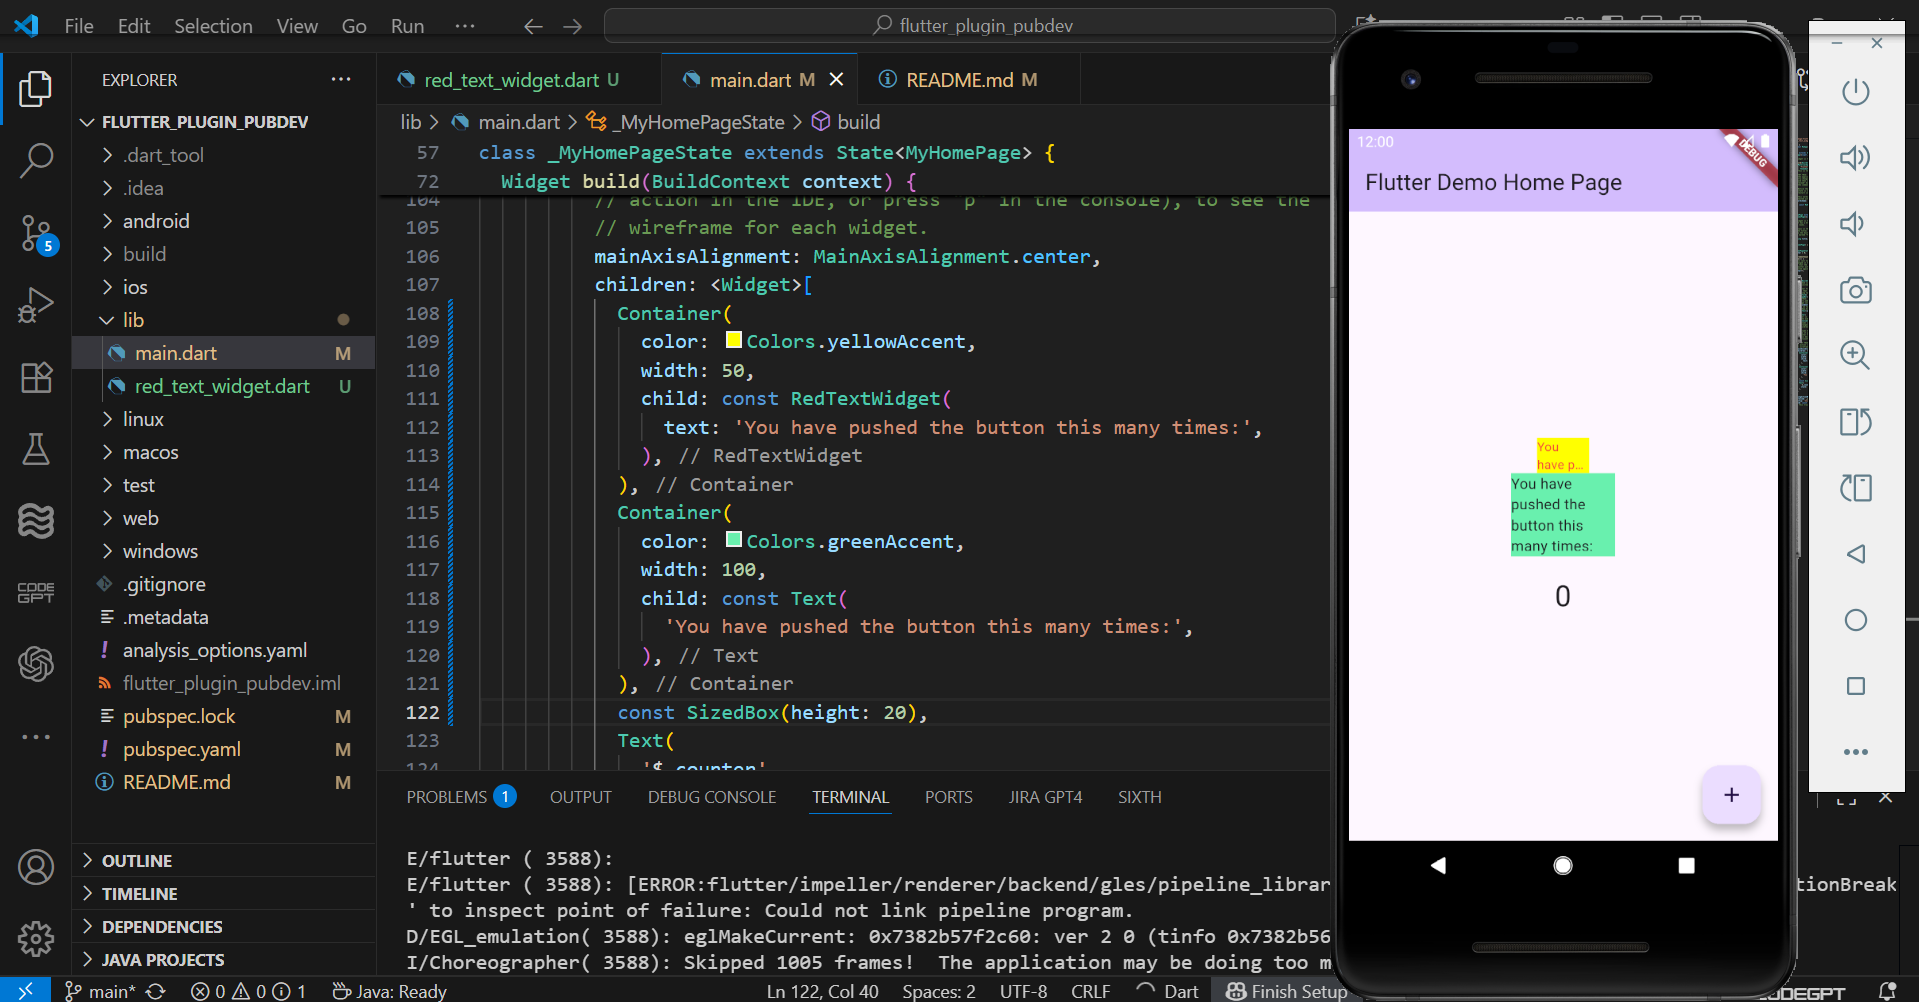 File Edit Selection View Go Run ··· flutter_plugin_pubdev
EXPLORER ···
FLUTTER_PLUGIN_PUBDEV
.dart_tool
.idea
android
build
ios
lib
main.dart M
red_text_widget.dart U
linux
macos
test
web
windows
.gitignore
.metadata
analysis_options.yaml
flutter_plugin_pubdev.iml
pubspec.lock M
pubspec.yaml M
README.md M
OUTLINE
TIMELINE
DEPENDENCIES
JAVA PROJECTS
5
CODE
GPT
red_text_widget.dart U main.dart M README.md M
lib > main.dart > _MyHomePageState > build
57 class _MyHomePageState extends State<MyHomePage> {
72 Widget build(BuildContext context) {
104 // action in the IDE, or press "p" in the console), to see the
105 // wireframe for each widget.
106 mainAxisAlignment: MainAxisAlignment.center,
107 children: <Widget>[
108 Container(
109 color: Colors.yellowAccent,
110 width: 50,
111 child: const RedTextWidget(
112 text: 'You have pushed the button this many times:',
113 ), // RedTextWidget
114 ), // Container
115 Container(
116 color: Colors.greenAccent,
117 width: 100,
118 child: const Text(
119 'You have pushed the button this many times:',
120 ), // Text
121 ), // Container
122 const SizedBox(height: 20),
123 Text(
124 '$_counter'
PROBLEMS 1 OUTPUT DEBUG CONSOLE TERMINAL PORTS JIRA GPT4 SIXTH
E/flutter ( 3588):
E/flutter ( 3588): [ERROR:flutter/impeller/renderer/backend/gles/pipeline_librar
tionBreak
' to inspect point of failure: Could not link pipeline program.
D/EGL_emulation( 3588): eglMakeCurrent: 0x7382b57f2c60: ver 2 0 (tinfo 0x7382b56
I/Choreographer( 3588): Skipped 1005 frames! The application may be doing too m
main* 0 0 1 Java: Ready Ln 122, Col 40 Spaces: 2 UTF-8 CRLF Dart Finish Setup
12:00
DEBUG
Flutter Demo Home Page
You
have p...
You have
pushed the
button this
many times:
0
+